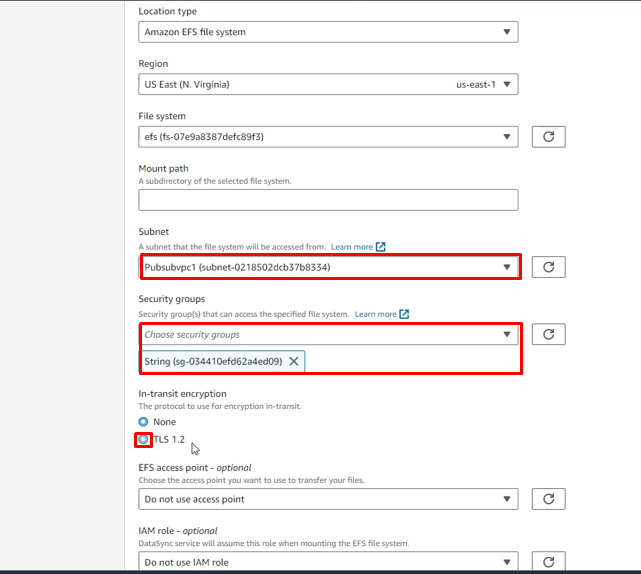 Location type
Amazon EFS file system
Region
US East (N. Virginia) us-east-1
File system
efs (fs-07e9a8387defc89f3)
Mount path
A subdirectory of the selected file system.
Subnet
A subnet that the file system will be accessed from. Learn more
Pubsubvpc1 (subnet-0218502dcb37b8334)
Security groups
Security group(s) that can access the specified file system. Learn more
Choose security groups
String (sg-034410efd62a4ed09)
In-transit encryption
The protocol to use for encryption in-transit.
None
TLS 1.2
EFS access point - optional
Choose the access point you want to use to transfer your files.
Do not use access point
IAM role - optional
DataSync service will assume this role when mounting the EFS file system.
Do not use IAM role